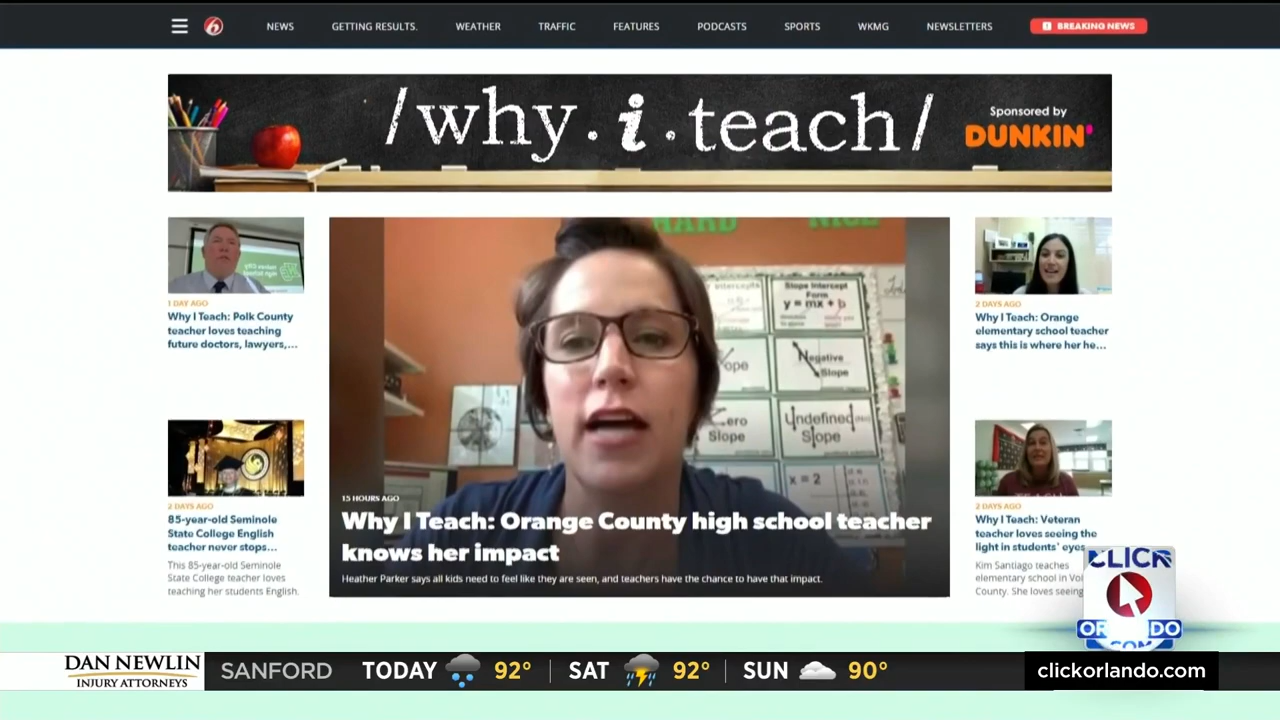 6
NEWS
GETTING RESULTS.
WEATHER
TRAFFIC
FEATURES
PODCASTS
SPORTS
WKMG
NEWSLETTERS
BREAKING NEWS
/why.i.teach/
Sponsored by
DUNKIN'
1 DAY AGO
Why I Teach: Polk County
teacher loves teaching
future doctors, lawyers,...
2 DAYS AGO
85-year-old Seminole
State College English
teacher never stops...
This 85-year-old Seminole
State College teacher loves
teaching her students English.
HARD
NICE
Slope Intercept
Form
y = mx + b
Negative
Slope
Zero
Slope
Undefined
Slope
x = 2
15 HOURS AGO
Why I Teach: Orange County high school teacher
knows her impact
Heather Parker says all kids need to feel like they are seen, and teachers have the chance to have that impact.
2 DAYS AGO
Why I Teach: Orange
elementary school teacher
says this is where her he...
2 DAYS AGO
Why I Teach: Veteran
teacher loves seeing the
light in students' eyes
Kim Santiago teaches
elementary school in Vol
County. She loves seeing
CLICK
ORLANDO
.COM
DAN NEWLIN
INJURY ATTORNEYS
SANFORD
TODAY 92°
SAT 92°
SUN 90°
clickorlando.com